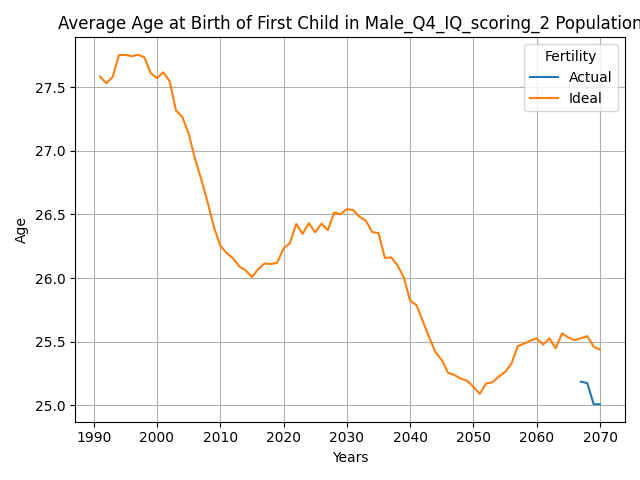 Average Age at Birth of First Child in Male_Q4_IQ_scoring_2 Population
Fertility
Actual
Ideal
27.5
27.0
26.5
26.0
25.5
25.0
Age
1990 2000 2010 2020 2030 2040 2050 2060 2070
Years